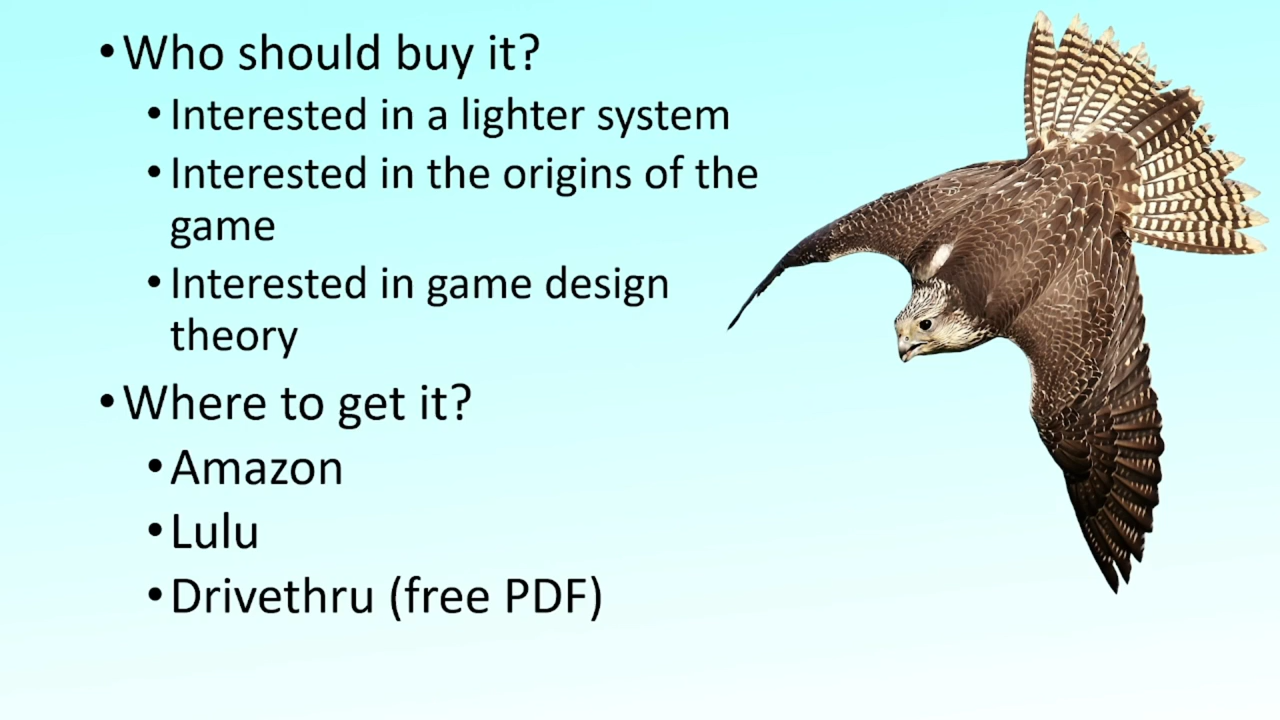 •Who should buy it?
•Interested in a lighter system
•Interested in the origins of the
game
•Interested in game design
theory
•Where to get it?
•Amazon
•Lulu
•Drivethru (free PDF)